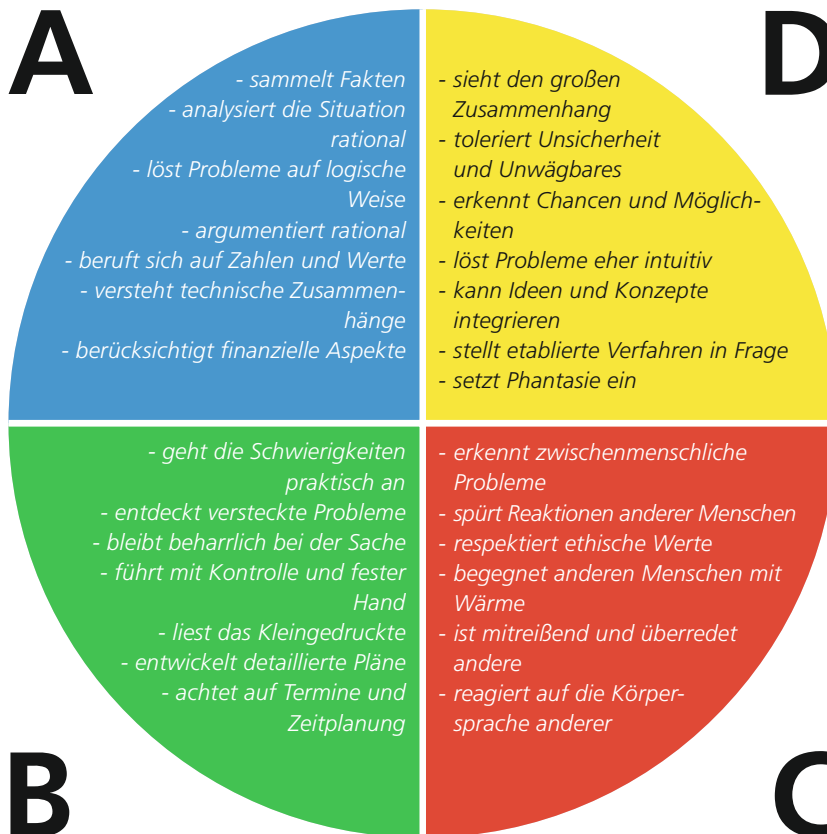 A
- sammelt Fakten
- analysiert die Situation
rational
- löst Probleme auf logische
Weise
- argumentiert rational
- beruft sich auf Zahlen und Werte
- versteht technische Zusammen-
hänge
- berücksichtigt finanzielle Aspekte
D
- sieht den großen
Zusammenhang
- toleriert Unsicherheit
und Unwägbares
- erkennt Chancen und Möglich-
keiten
- löst Probleme eher intuitiv
- kann Ideen und Konzepte
integrieren
- stellt etablierte Verfahren in Frage
- setzt Phantasie ein
- geht die Schwierigkeiten
praktisch an
- entdeckt versteckte Probleme
- bleibt beharrlich bei der Sache
- führt mit Kontrolle und fester
Hand
- liest das Kleingedruckte
- entwickelt detaillierte Pläne
- achtet auf Termine und
Zeitplanung
B
- erkennt zwischenmenschliche
Probleme
- spürt Reaktionen anderer Menschen
- respektiert ethische Werte
- begegnet anderen Menschen mit
Wärme
- ist mitreißend und überredet
andere
- reagiert auf die Körper-
sprache anderer
C